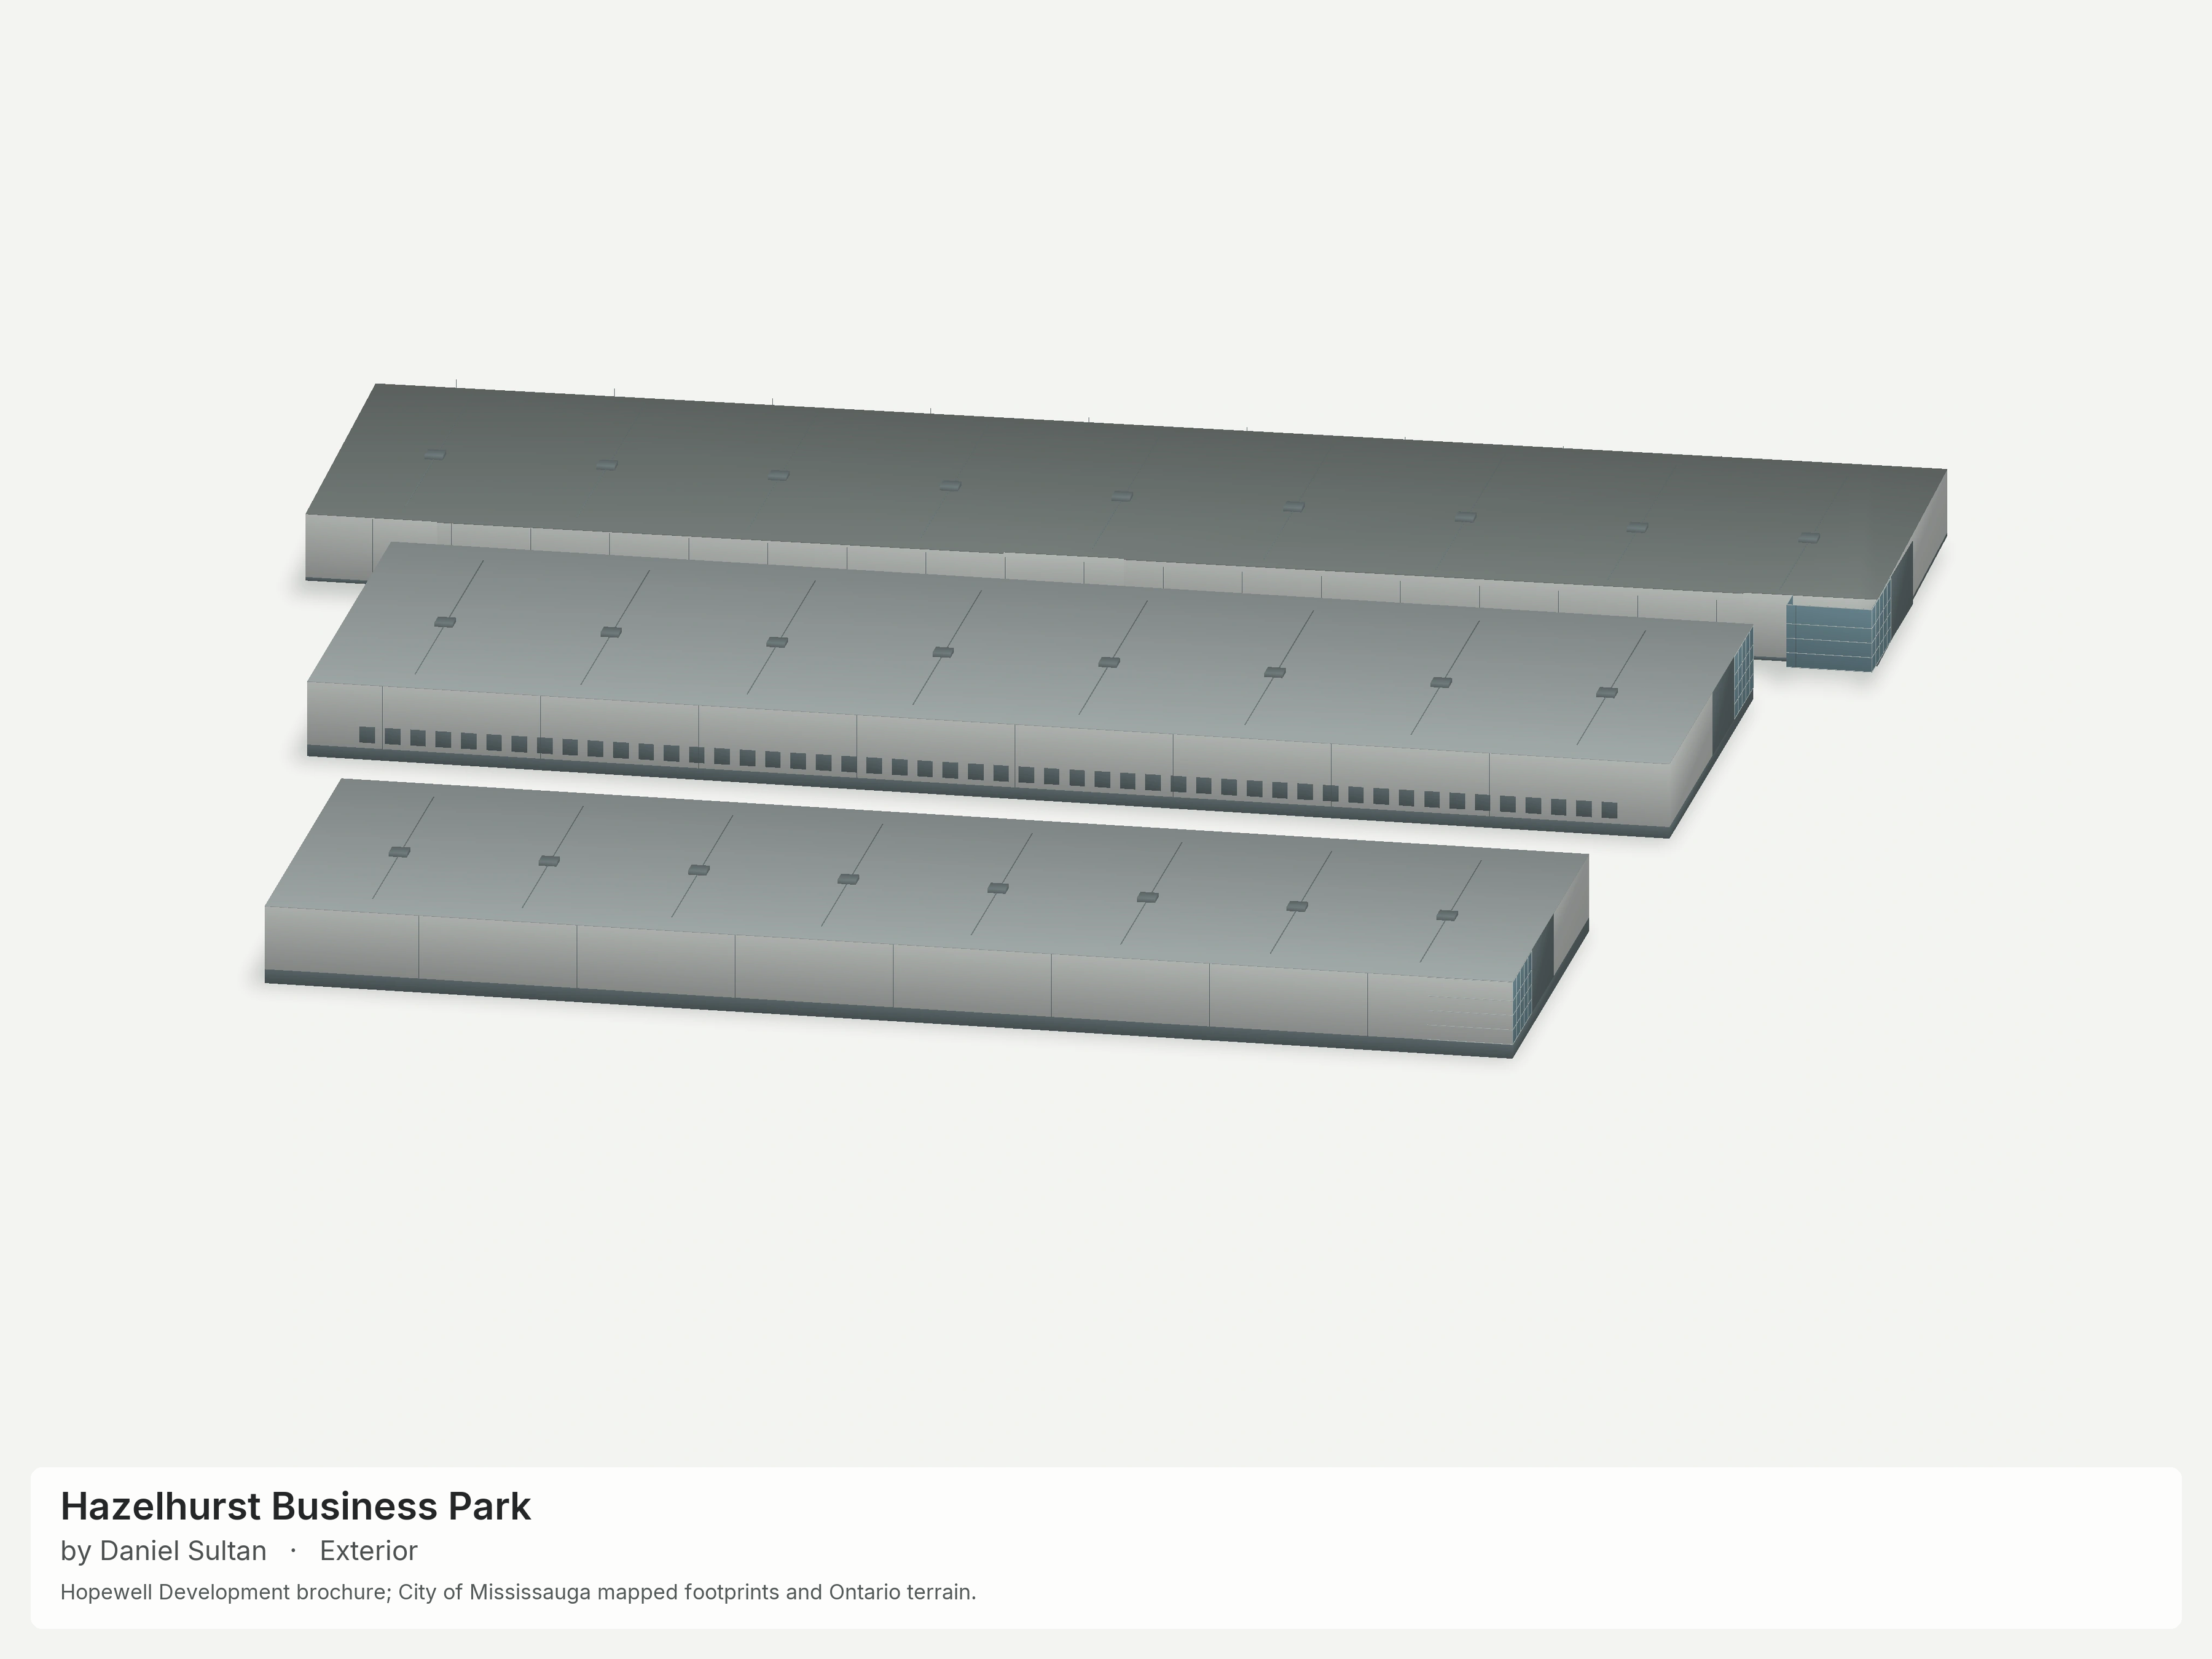 Hazelhurst Business Park
by Daniel Sultan · Exterior
Hopewell Development brochure; City of Mississauga mapped footprints and Ontario terrain.